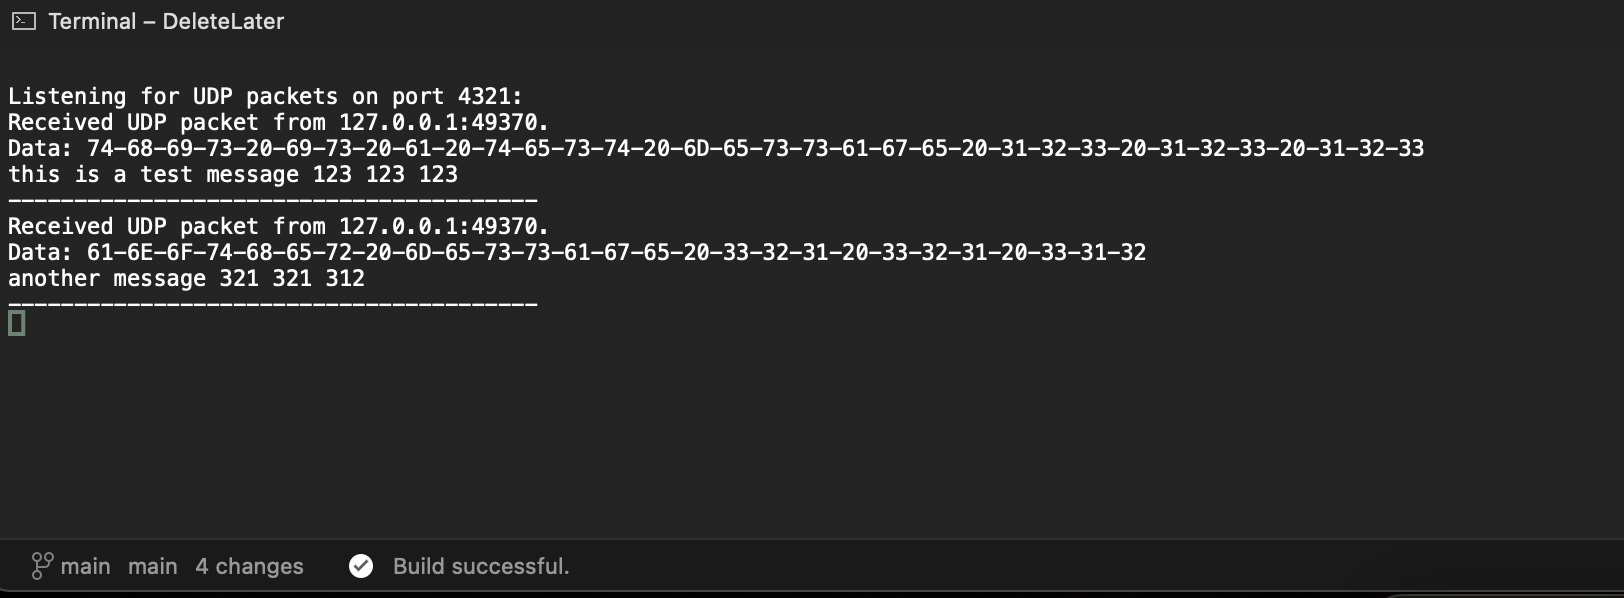 Terminal – DeleteLater
Listening for UDP packets on port 4321:
Received UDP packet from 127.0.0.1:49370.
Data: 74-68-69-73-20-69-73-20-61-20-74-65-73-74-20-6D-65-73-73-61-67-65-20-31-32-33-20-31-32-33-20-31-32-33
this is a test message 123 123 123
----------------------------------------
Received UDP packet from 127.0.0.1:49370.
Data: 61-6E-6F-74-68-65-72-20-6D-65-73-73-61-67-65-20-33-32-31-20-33-32-31-20-33-31-32
another message 321 321 312
----------------------------------------
main main 4 changes Build successful.